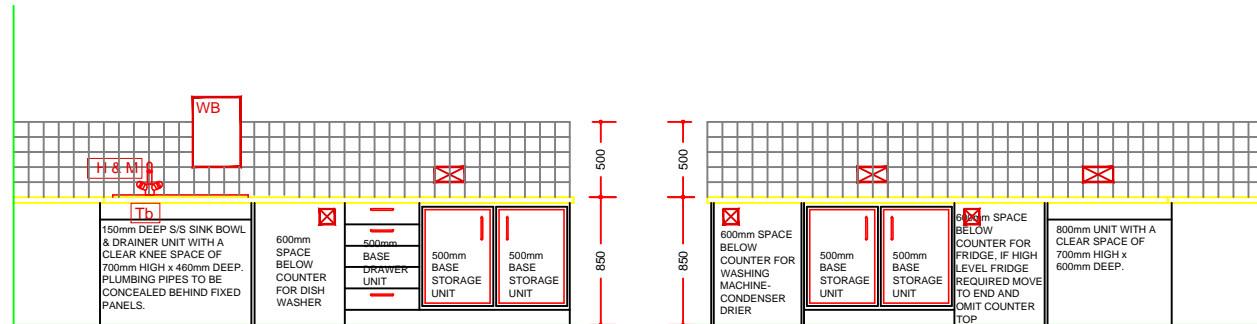 WB
H & M
Tb
150mm DEEP S/S SINK BOWL
& DRAINER UNIT WITH A
CLEAR KNEE SPACE OF
700mm HIGH x 460mm DEEP.
PLUMBING PIPES TO BE
CONCEALED BEHIND FIXED
PANELS.
600mm
SPACE
BELOW
COUNTER
FOR DISH
WASHER
500mm
BASE
DRAWER
UNIT
500mm
BASE
STORAGE
UNIT
500mm
BASE
STORAGE
UNIT
500
850
500
850
600mm SPACE
BELOW
COUNTER FOR
WASHING
MACHINE-
CONDENSER
DRIER
500mm
BASE
STORAGE
UNIT
500mm
BASE
STORAGE
UNIT
600mm SPACE
BELOW
COUNTER FOR
FRIDGE, IF HIGH
LEVEL FRIDGE
REQUIRED MOVE
TO END AND
OMIT COUNTER
TOP
800mm UNIT WITH A
CLEAR SPACE OF
700mm HIGH x
600mm DEEP.